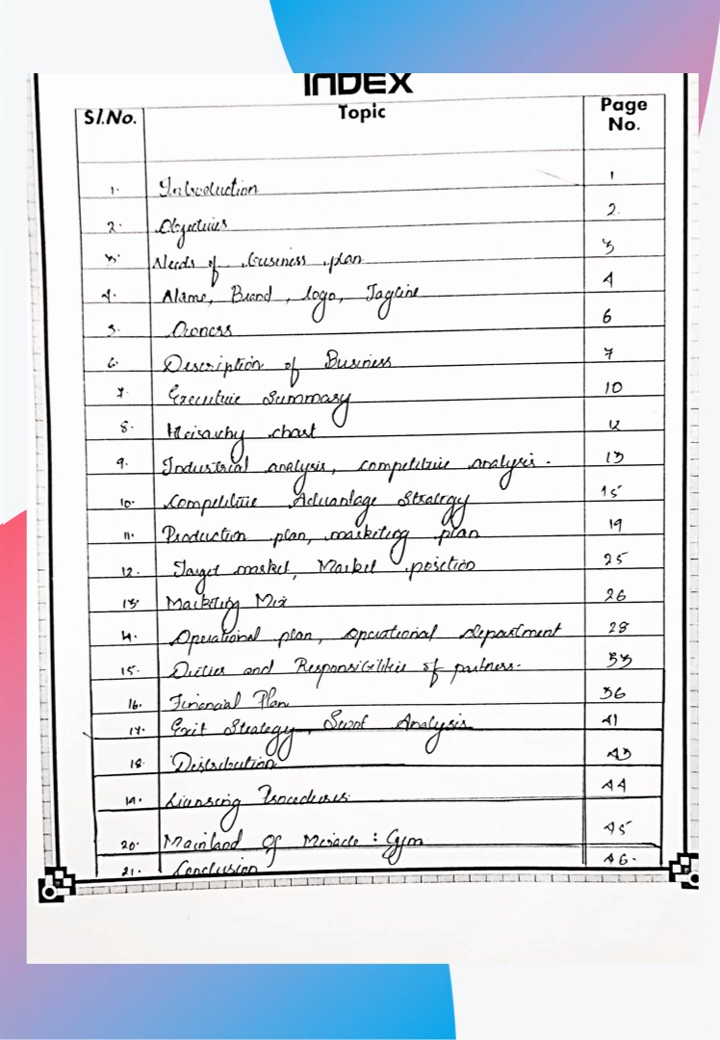 INDEX
Sl.No. Topic Page No.
1. Introduction 1
2. Objectives 2.
3. Needs of business plan 3
4. Name, Brand, logo, Tagline 4
5. Owners 6
6. Description of Business 7
7. Executive Summary 10
8. Heirarchy chart 12
9. Industrial analysis, competitive analysis. 13
10. Competitive Advantage Strategy 15
11. Production plan, marketing plan 19
12. Target market, Market position 25
13. Marketing Mix 26
14. Operational plan, operational department 28
15. Duties and Responsibilities of partners. 33
16. Financial Plan 36
17. Exit Strategy, Swot Analysis 41
18. Distribution 43
19. Licensing Procedures 44
20. Mainland Of Miracle : Gym 45
21. Conclusion 46.